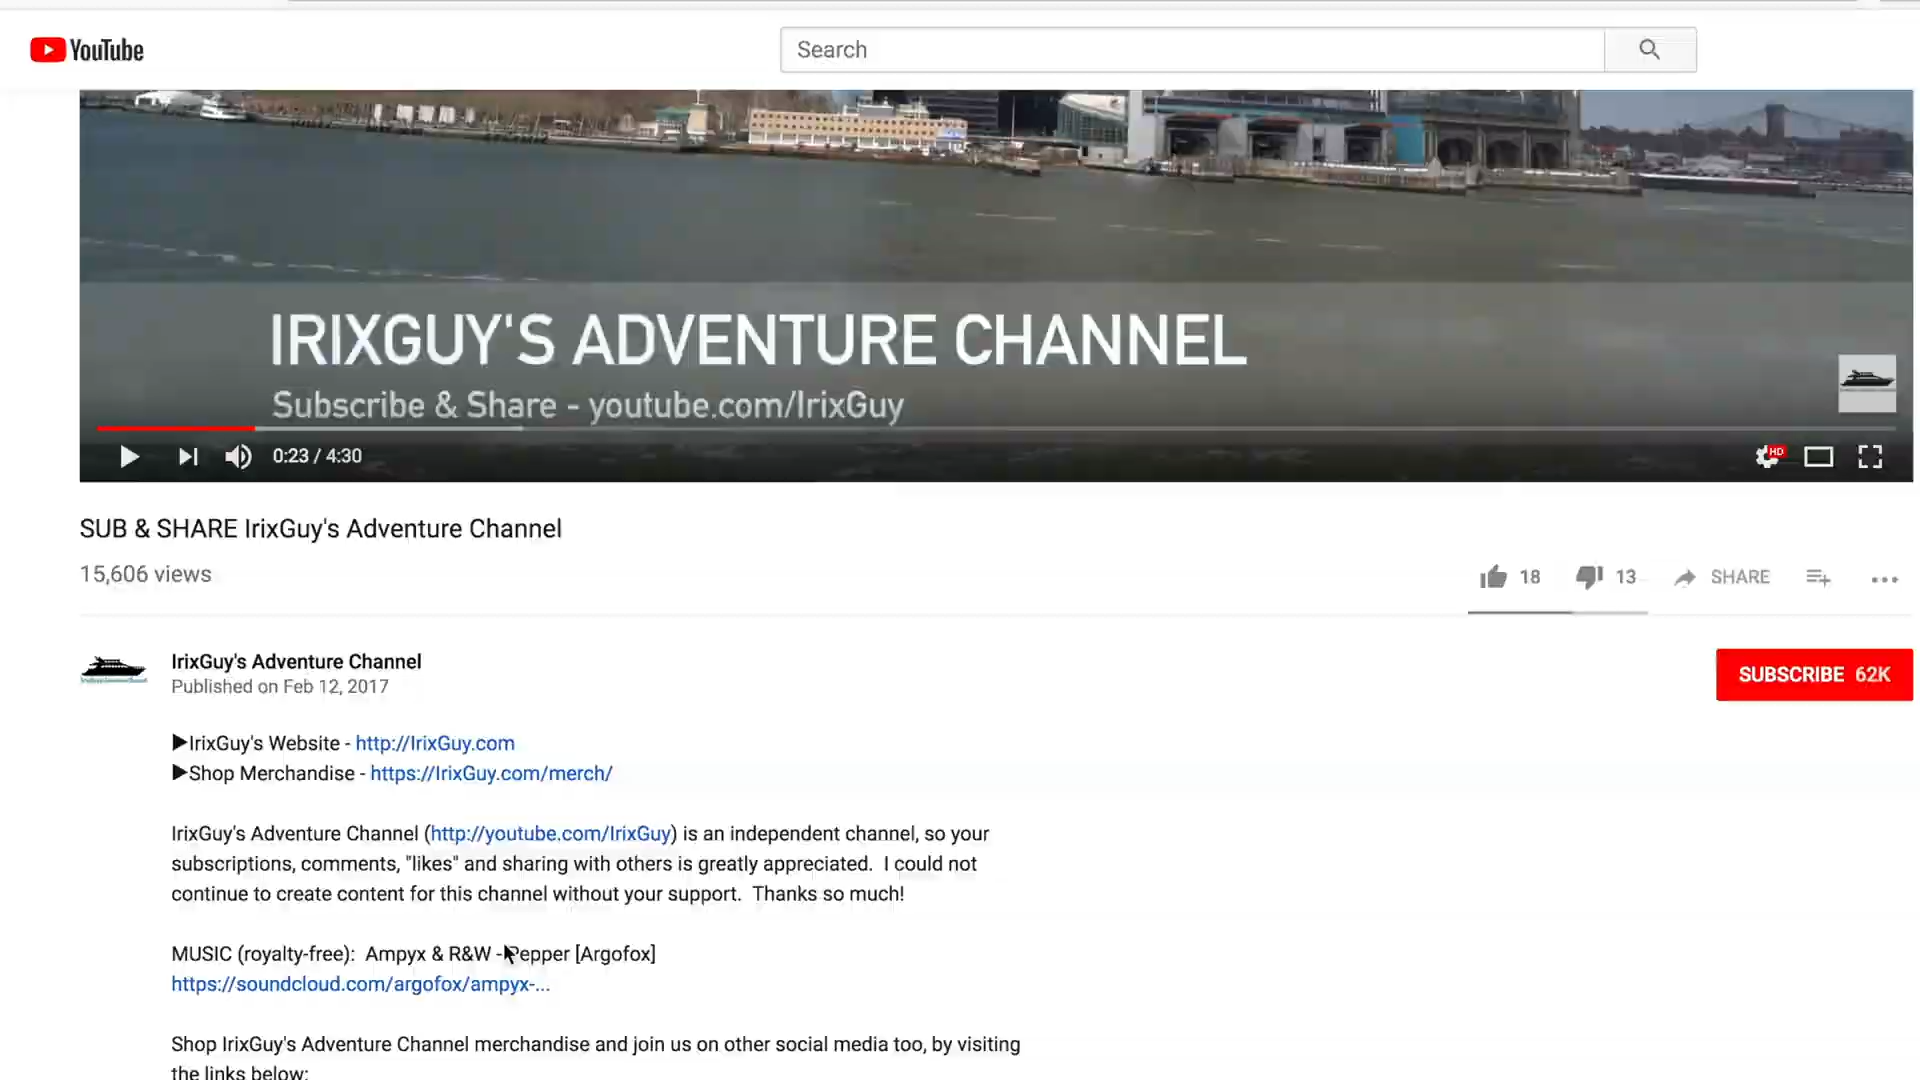 YouTube
Search
IRIXGUY'S ADVENTURE CHANNEL
Subscribe & Share - youtube.com/IrixGuy
0:23 / 4:30
HD
SUB & SHARE IrixGuy's Adventure Channel
15,606 views
18
13
SHARE
IrixGuy's Adventure Channel
Published on Feb 12, 2017
SUBSCRIBE 62K
▶IrixGuy's Website - http://IrixGuy.com
▶Shop Merchandise - https://IrixGuy.com/merch/
IrixGuy's Adventure Channel (http://youtube.com/IrixGuy) is an independent channel, so your
subscriptions, comments, "likes" and sharing with others is greatly appreciated.  I could not
continue to create content for this channel without your support.  Thanks so much!
MUSIC (royalty-free):  Ampyx & R&W - Pepper [Argofox]
https://soundcloud.com/argofox/ampyx-...
Shop IrixGuy's Adventure Channel merchandise and join us on other social media too, by visiting
the links below: